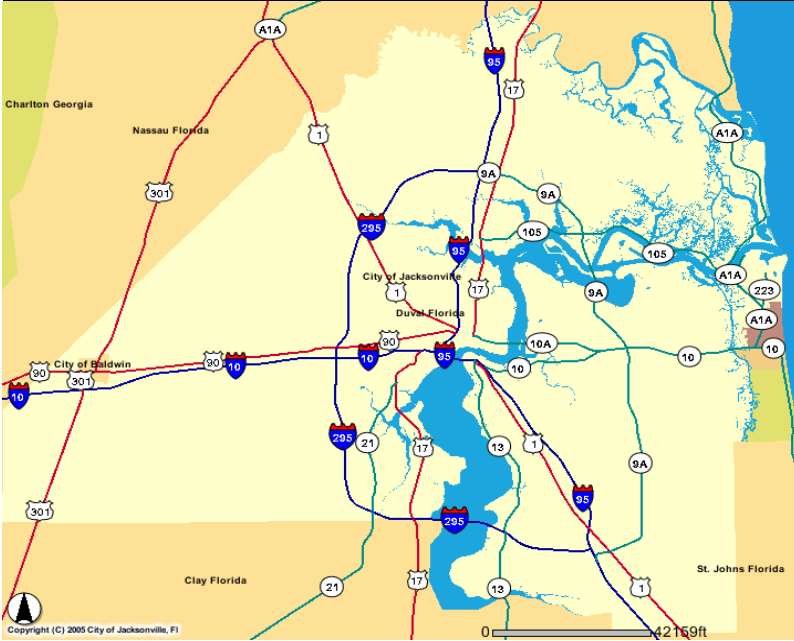 A1A
95
17
Charlton Georgia
Nassau Florida
1
A1A
9A
301
9A
295
105
95
105
City of Jacksonville
A1A
1
17
9A
223
Duval Florida
A1A
90
10A
10
90
10
95
10
10
City of Baldwin
90
10
301
10
295
21
17
13
1
9A
95
301
295
St. Johns Florida
Clay Florida
21
17
13
1
Copyright (C) 2005 City of Jacksonville, Fl
0
42159ft